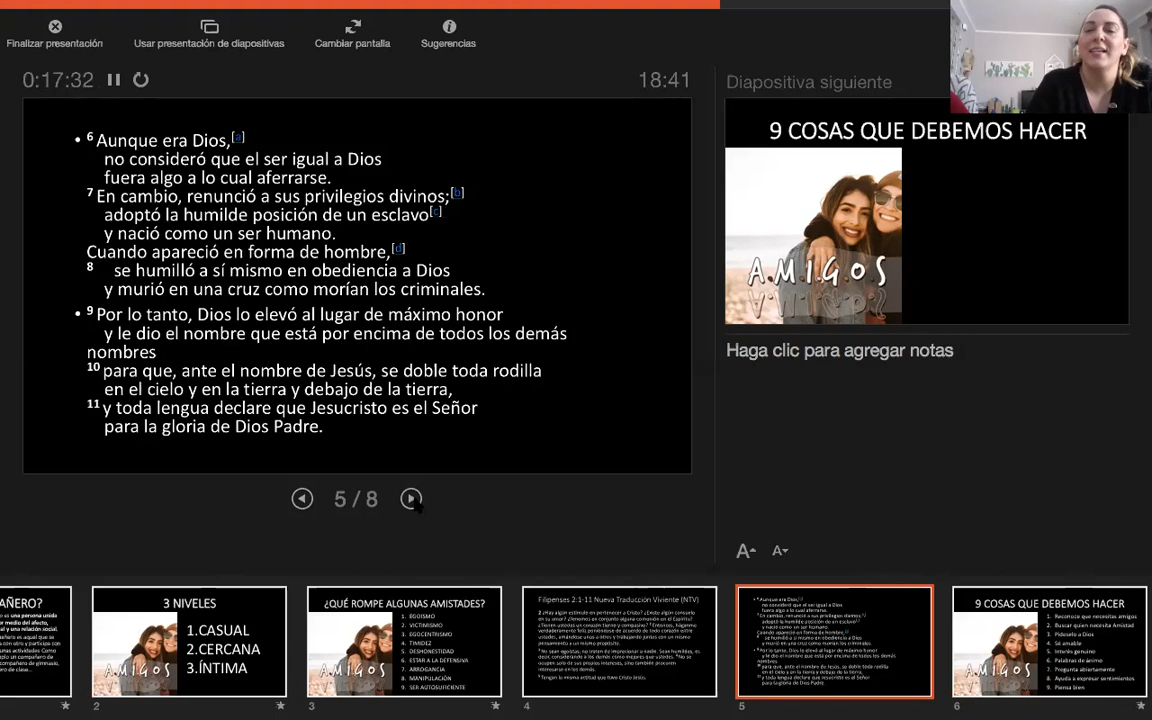 Finalizar presentación
Usar presentación de diapositivas
Cambiar pantalla
Sugerencias
0:17:32
18:41
Diapositiva siguiente
• 6 Aunque era Dios,[a]
no consideró que el ser igual a Dios
fuera algo a lo cual aferrarse.
7 En cambio, renunció a sus privilegios divinos;[b]
adoptó la humilde posición de un esclavo[c]
y nació como un ser humano.
Cuando apareció en forma de hombre,[d]
8 se humilló a sí mismo en obediencia a Dios
y murió en una cruz como morían los criminales.
• 9 Por lo tanto, Dios lo elevó al lugar de máximo honor
y le dio el nombre que está por encima de todos los demás
nombres
10 para que, ante el nombre de Jesús, se doble toda rodilla
en el cielo y en la tierra y debajo de la tierra,
11 y toda lengua declare que Jesucristo es el Señor
para la gloria de Dios Padre.
9 COSAS QUE DEBEMOS HACER
A.M.I.G.O.S
Haga clic para agregar notas
5 / 8
A A
AÑERO?
3 NIVELES
1.CASUAL
2.CERCANA
3.ÍNTIMA
AMIGOS
2
¿QUÉ ROMPE ALGUNAS AMISTADES?
1. EGOISMO
2. VICTIMISMO
3. EGOCENTRISMO
4. TIMIDEZ
5. DESHONESTIDAD
6. ESTAR A LA DEFENSIVA
7. ARROGANCIA
8. MANIPULACIÓN
9. SER AUTOSUFICIENTE
AMIGOS
3
Filipenses 2:1-11 Nueva Traducción Viviente (NTV)
4
5
9 COSAS QUE DEBEMOS HACER
1. Reconoce que necesitas amigos
2. Buscar quien necesita Amistad
3. Pídeselo a Dios
4. Sé amable
5. Interés genuino
6. Palabras de ánimo
7. Pregunta abiertamente
8. Ayuda a expresar sentimientos
9. Piensa bien
AMIGOS
6